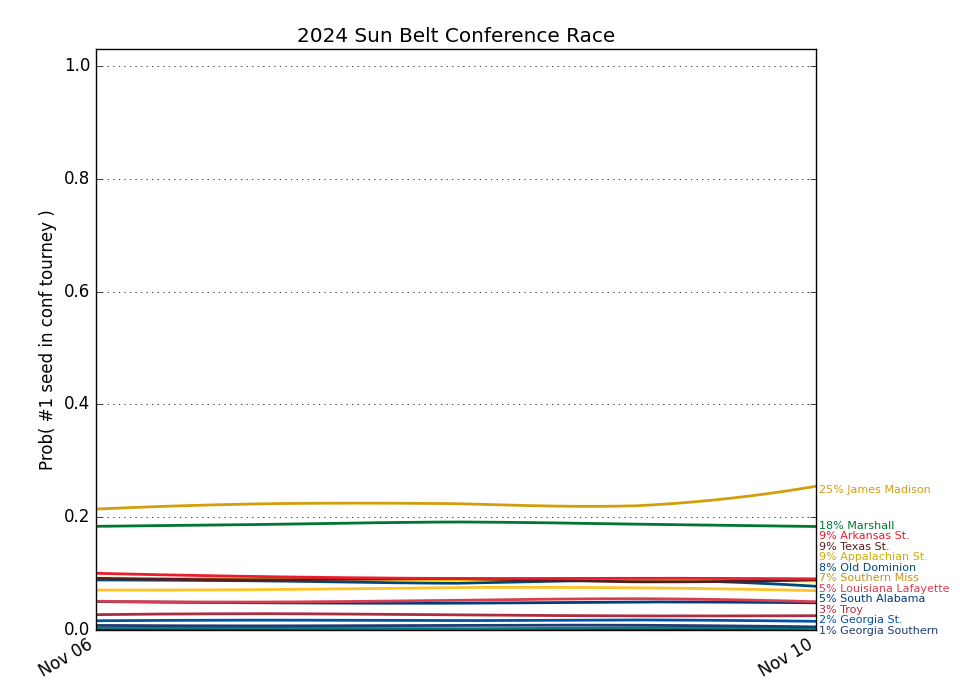 2024 Sun Belt Conference Race
Prob( #1 seed in conf tourney )
1.0
0.8
0.6
0.4
0.2
0.0
Nov 06
Nov 10
25% James Madison
18% Marshall
9% Arkansas St.
9% Texas St.
9% Appalachian St.
8% Old Dominion
7% Southern Miss
5% Louisiana Lafayette
5% South Alabama
3% Troy
2% Georgia St.
1% Georgia Southern